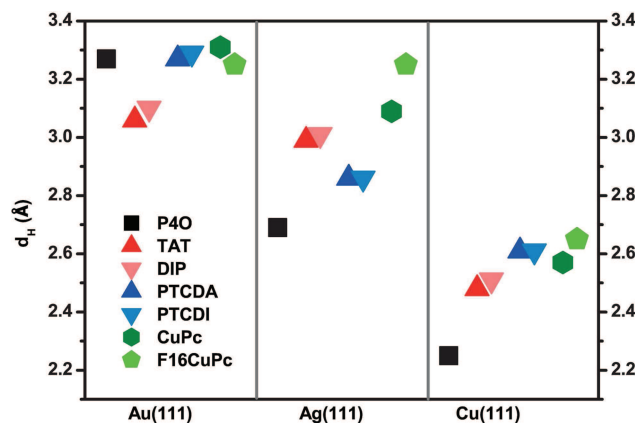 3.4
3.2
3.0
2.8
2.6
2.4
2.2
d_H (Å)
P4O
TAT
DIP
PTCDA
PTCDI
CuPc
F16CuPc
3.4
3.2
3.0
2.8
2.6
2.4
2.2
Au(111)
Ag(111)
Cu(111)